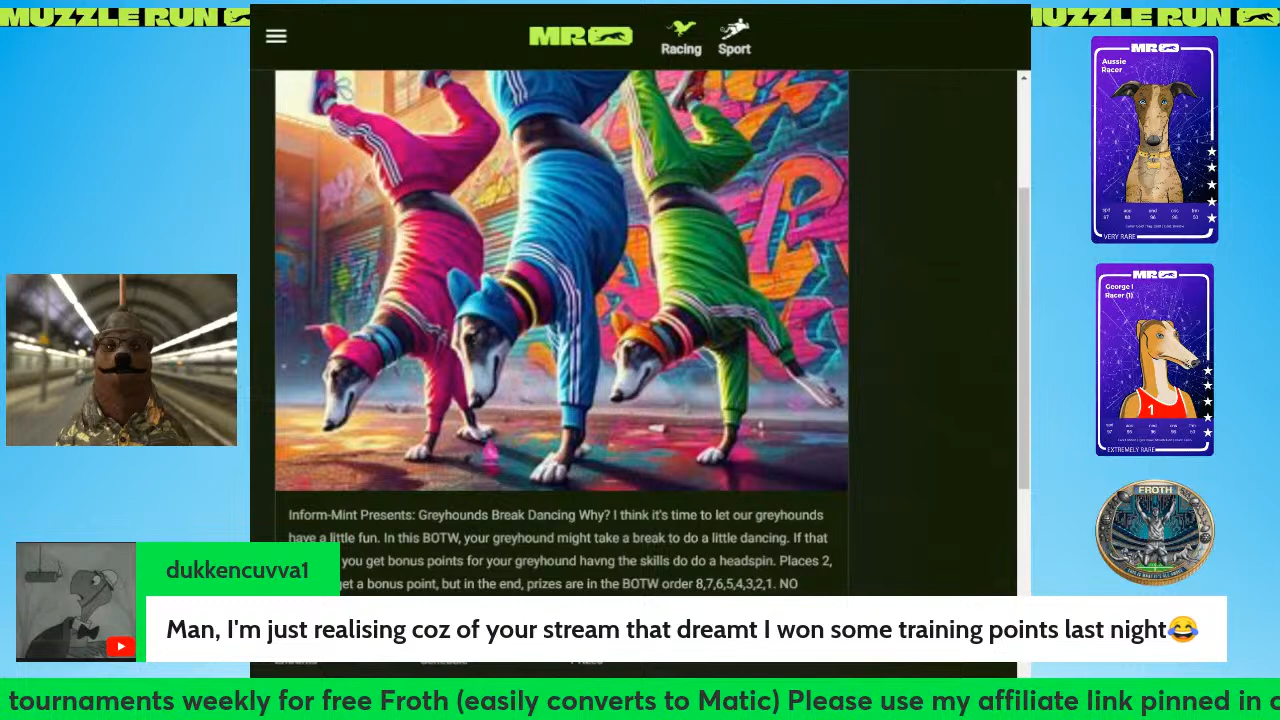 MUZZLE RUN
MUZZLE RUN
MR
Racing
Sport
MR
Aussie
Racer
VERY RARE
MR
George I
Racer (1)
1
EXTREMELY RARE
FROTH
Inform-Mint Presents: Greyhounds Break Dancing Why? I think it's time to let our greyhounds
have a little fun. In this BOTW, your greyhound might take a break to do a little dancing. If that
you get bonus points for your greyhound havng the skills do do a headspin. Places 2,
get a bonus point, but in the end, prizes are in the BOTW order 8,7,6,5,4,3,2,1. NO
dukkencuvva1
Man, I'm just realising coz of your stream that dreamt I won some training points last night😂
tournaments weekly for free Froth (easily converts to Matic) Please use my affiliate link pinned in